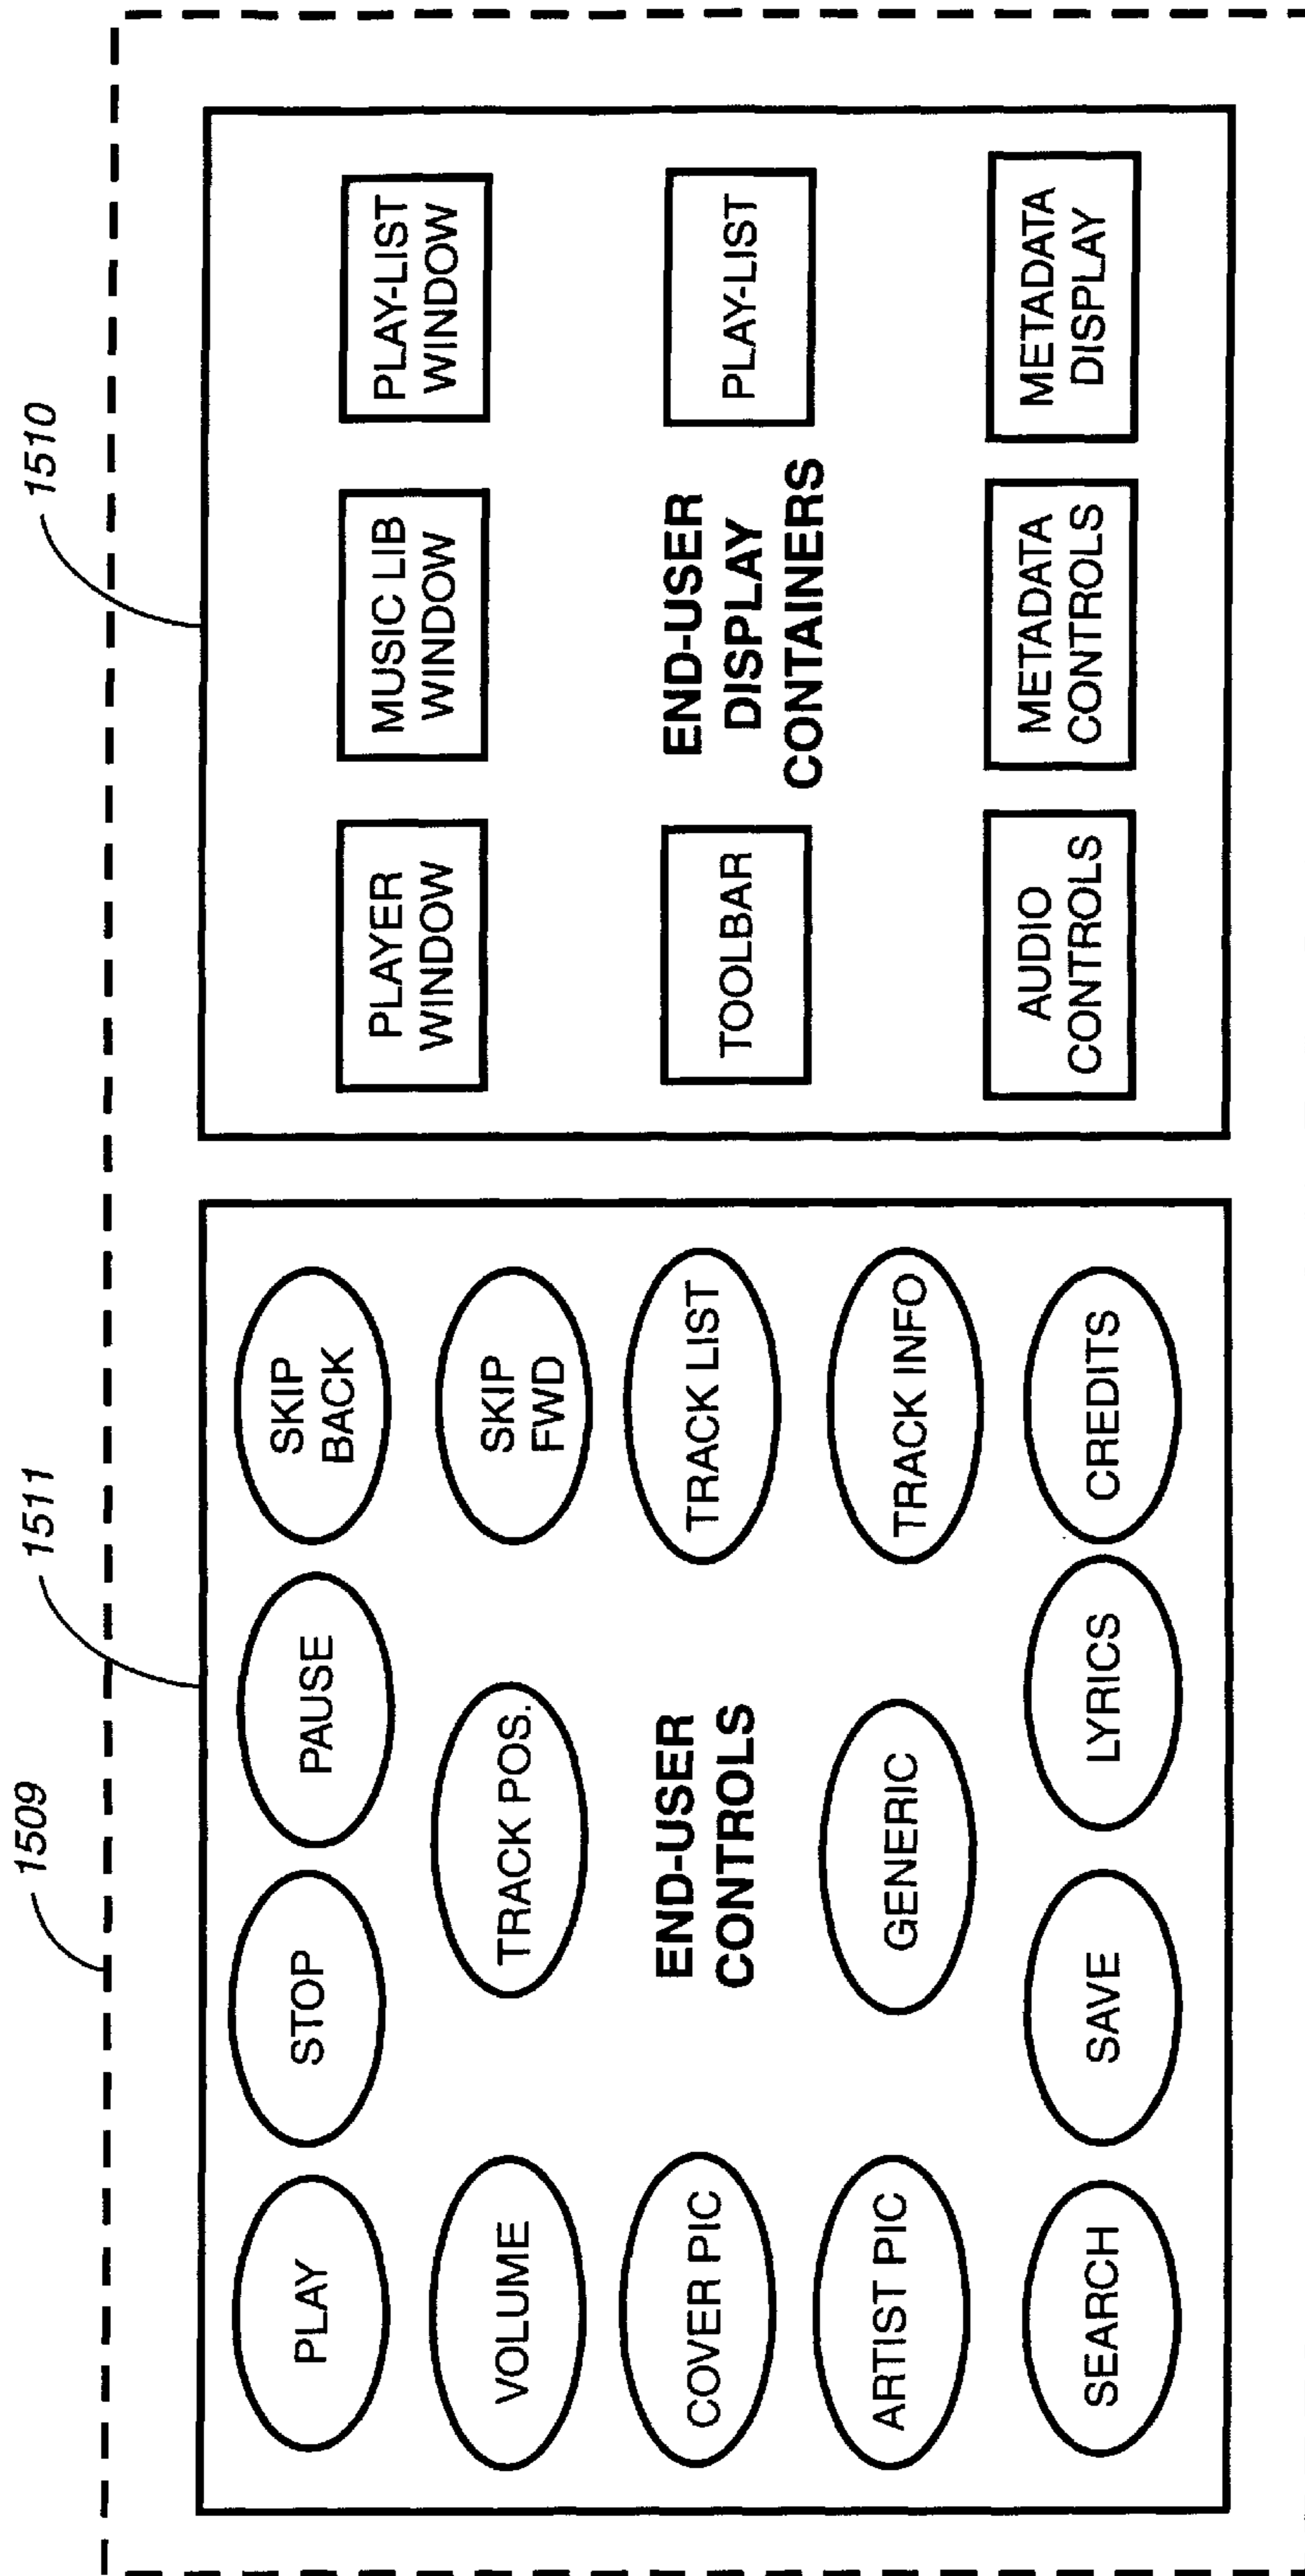 1509
1511
1510
PLAY
STOP
PAUSE
SKIP
BACK
VOLUME
TRACK POS.
SKIP
FWD
COVER PIC
END-USER
CONTROLS
TRACK LIST
ARTIST PIC
GENERIC
TRACK INFO
SEARCH
SAVE
LYRICS
CREDITS
PLAYER
WINDOW
MUSIC LIB
WINDOW
PLAY-LIST
WINDOW
TOOLBAR
END-USER
DISPLAY
CONTAINERS
PLAY-LIST
AUDIO
CONTROLS
METADATA
CONTROLS
METADATA
DISPLAY